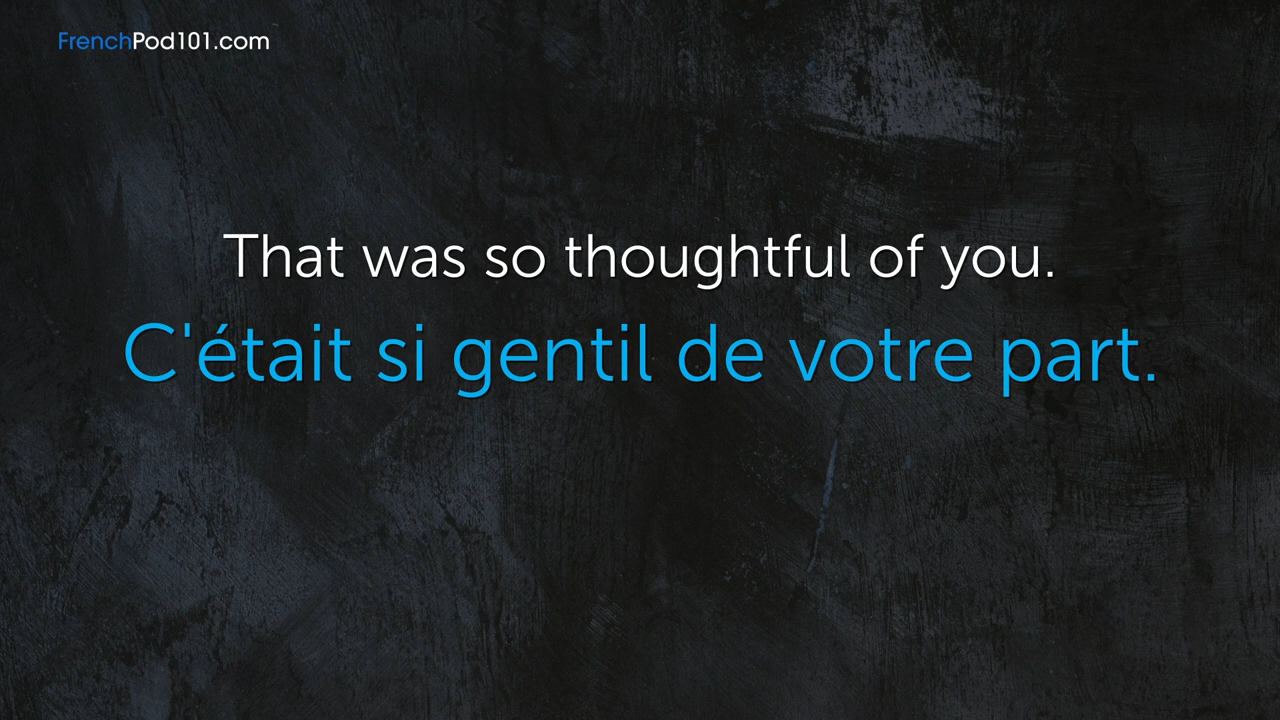 FrenchPod101.com
That was so thoughtful of you.
C'était si gentil de votre part.